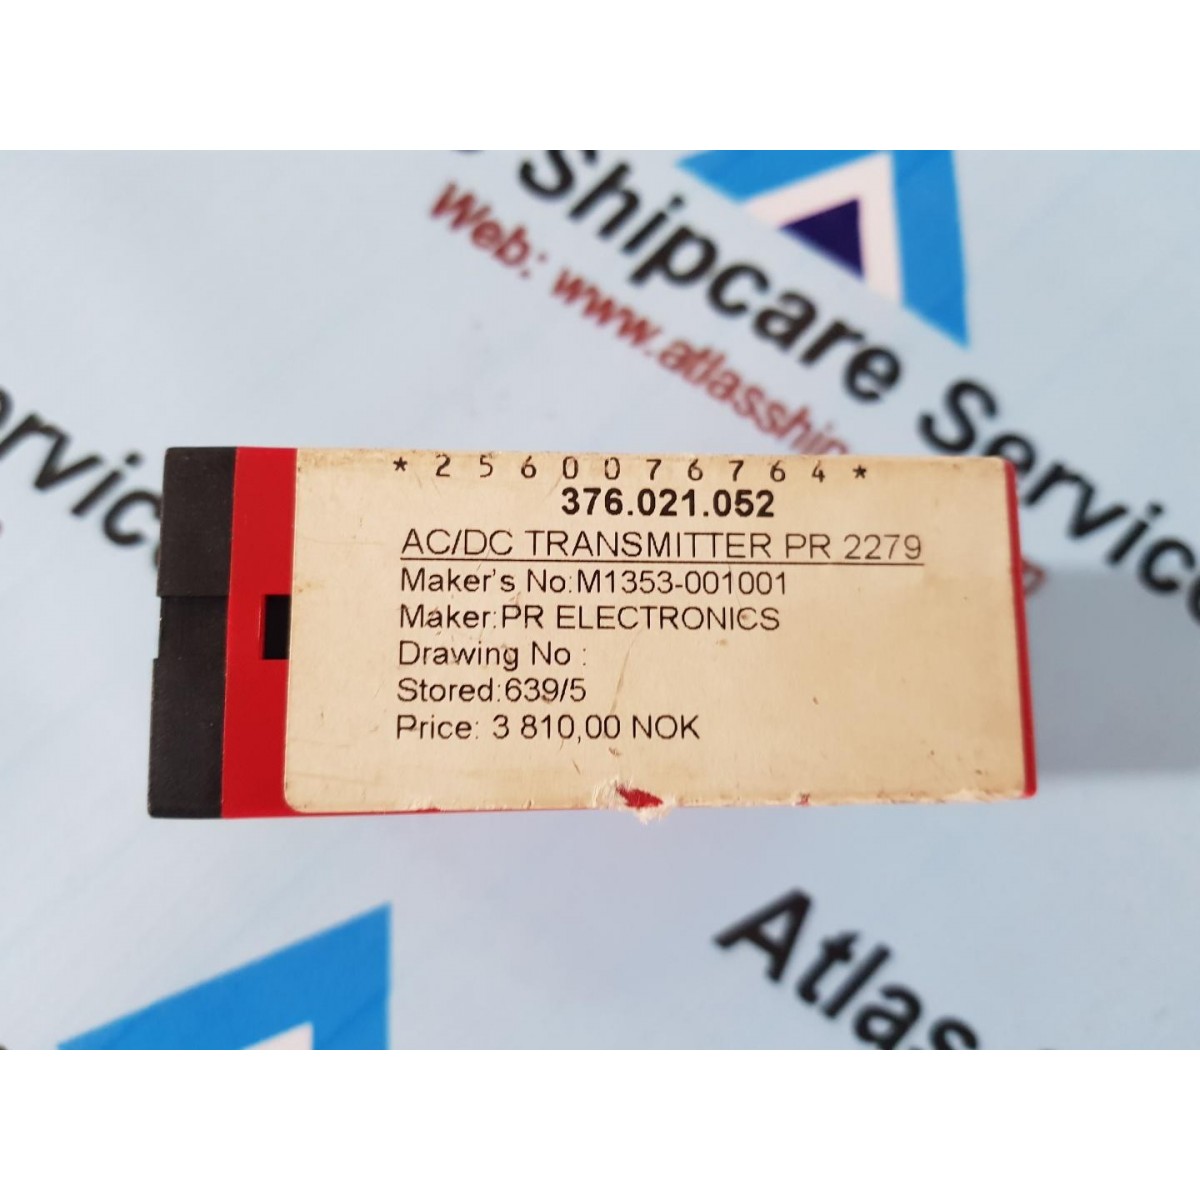 Shipcare Service
Web: www.atlasship
ervic
* 2 5 6 0 0 7 6 7 6 4 *
376.021.052
AC/DC TRANSMITTER PR 2279
Maker's No:M1353-001001
Maker:PR ELECTRONICS
Drawing No :
Stored:639/5
Price: 3 810,00 NOK
Atlas